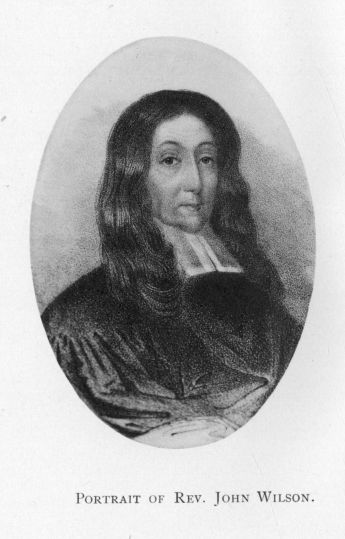 PORTRAIT OF REV. JOHN WILSON.